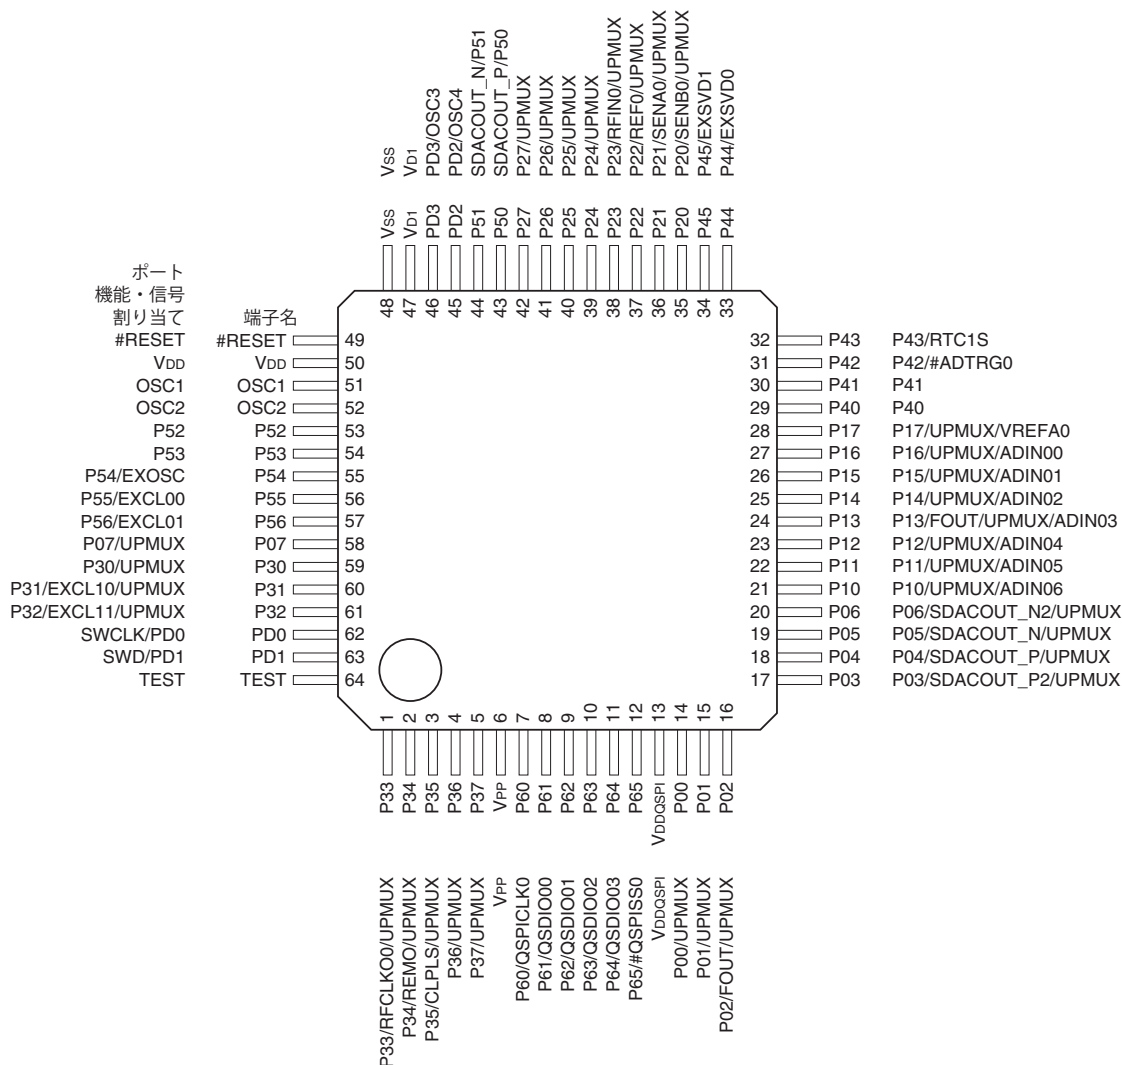 VSS VD1 PD3/OSC3 PD2/OSC4 SDACOUT_N/P51 SDACOUT_P/P50 P27/UPMUX P26/UPMUX P25/UPMUX P24/UPMUX P23/RFIN0/UPMUX P22/REF0/UPMUX P21/SENA0/UPMUX P20/SENB0/UPMUX P45/EXSVD1 P44/EXSVD0
VSS VD1 PD3 PD2 P51 P50 P27 P26 P25 P24 P23 P22 P21 P20 P45 P44
48 47 46 45 44 43 42 41 40 39 38 37 36 35 34 33
ポート
機能・信号
割り当て 端子名
#RESET #RESET 49 32 P43 P43/RTC1S
VDD VDD 50 31 P42 P42/#ADTRG0
OSC1 OSC1 51 30 P41 P41
OSC2 OSC2 52 29 P40 P40
P52 P52 53 28 P17 P17/UPMUX/VREFA0
P53 P53 54 27 P16 P16/UPMUX/ADIN00
P54/EXOSC P54 55 26 P15 P15/UPMUX/ADIN01
P55/EXCL00 P55 56 25 P14 P14/UPMUX/ADIN02
P56/EXCL01 P56 57 24 P13 P13/FOUT/UPMUX/ADIN03
P07/UPMUX P07 58 23 P12 P12/UPMUX/ADIN04
P30/UPMUX P30 59 22 P11 P11/UPMUX/ADIN05
P31/EXCL10/UPMUX P31 60 21 P10 P10/UPMUX/ADIN06
P32/EXCL11/UPMUX P32 61 20 P06 P06/SDACOUT_N2/UPMUX
SWCLK/PD0 PD0 62 19 P05 P05/SDACOUT_N/UPMUX
SWD/PD1 PD1 63 18 P04 P04/SDACOUT_P/UPMUX
TEST TEST 64 17 P03 P03/SDACOUT_P2/UPMUX
1 2 3 4 5 6 7 8 9 10 11 12 13 14 15 16
P33 P34 P35 P36 P37 VPP P60 P61 P62 P63 P64 P65 VDDQSPI P00 P01 P02
P33/RFCLKO0/UPMUX P34/REMO/UPMUX P35/CLPLS/UPMUX P36/UPMUX P37/UPMUX VPP P60/QSPICLK0 P61/QSDIO00 P62/QSDIO01 P63/QSDIO02 P64/QSDIO03 P65/#QSPISS0 VDDQSPI P00/UPMUX P01/UPMUX P02/FOUT/UPMUX